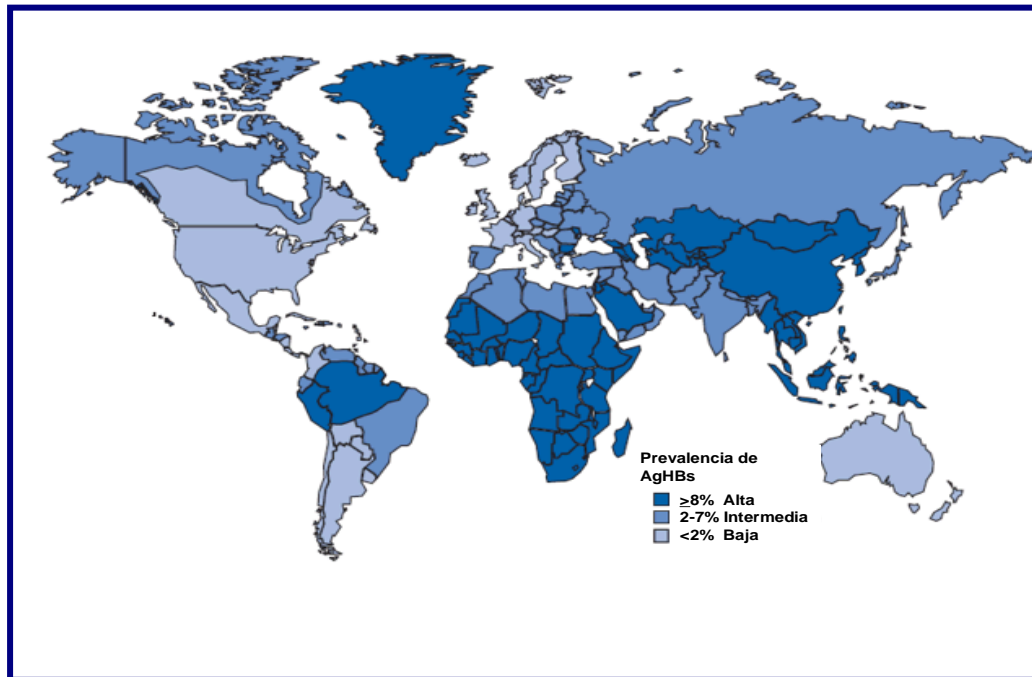 Prevalencia de
AgHBs
≥8% Alta
2-7% Intermedia
<2% Baja